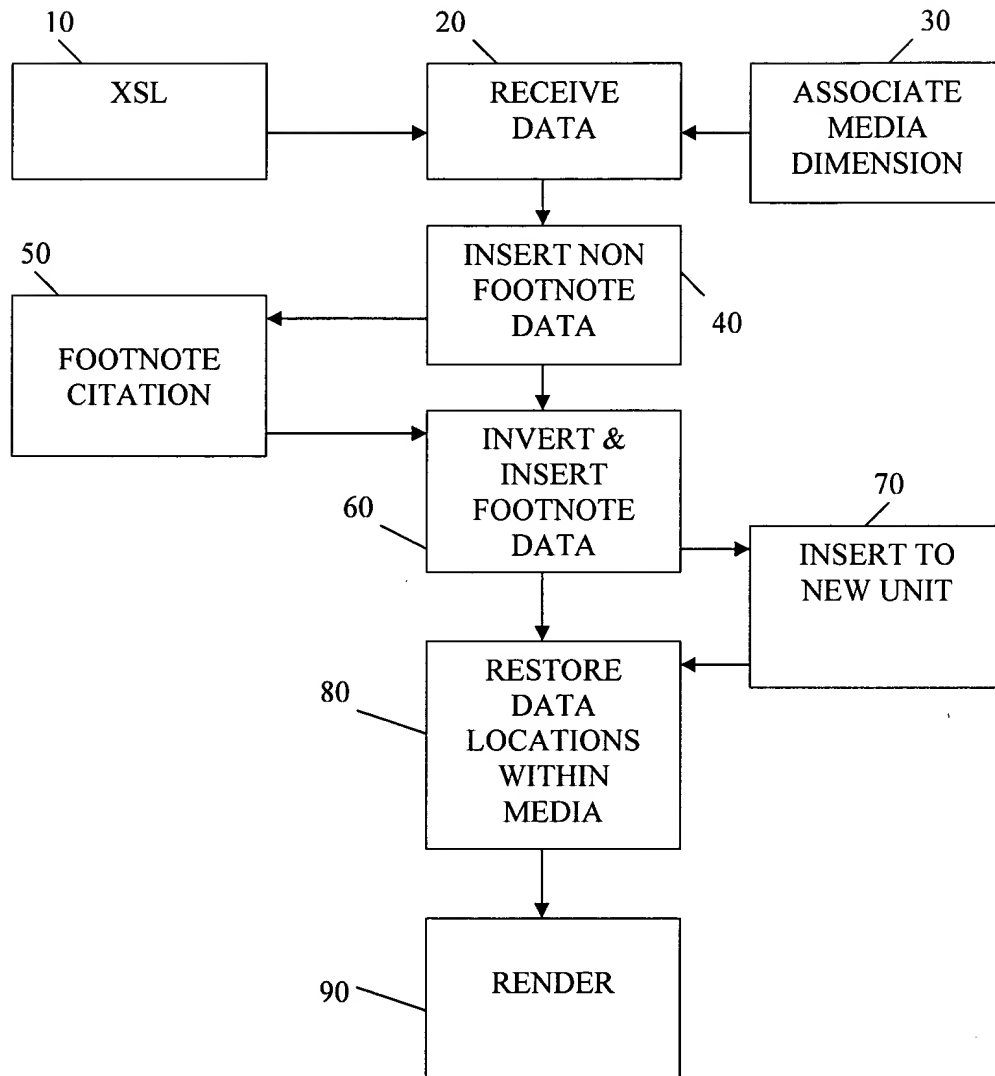 10
20
30
XSL
RECEIVE
DATA
ASSOCIATE
MEDIA
DIMENSION
INSERT NON
FOOTNOTE
DATA
40
50
FOOTNOTE
CITATION
INVERT &
INSERT
FOOTNOTE
DATA
60
70
INSERT TO
NEW UNIT
RESTORE
DATA
LOCATIONS
WITHIN
MEDIA
80
RENDER
90